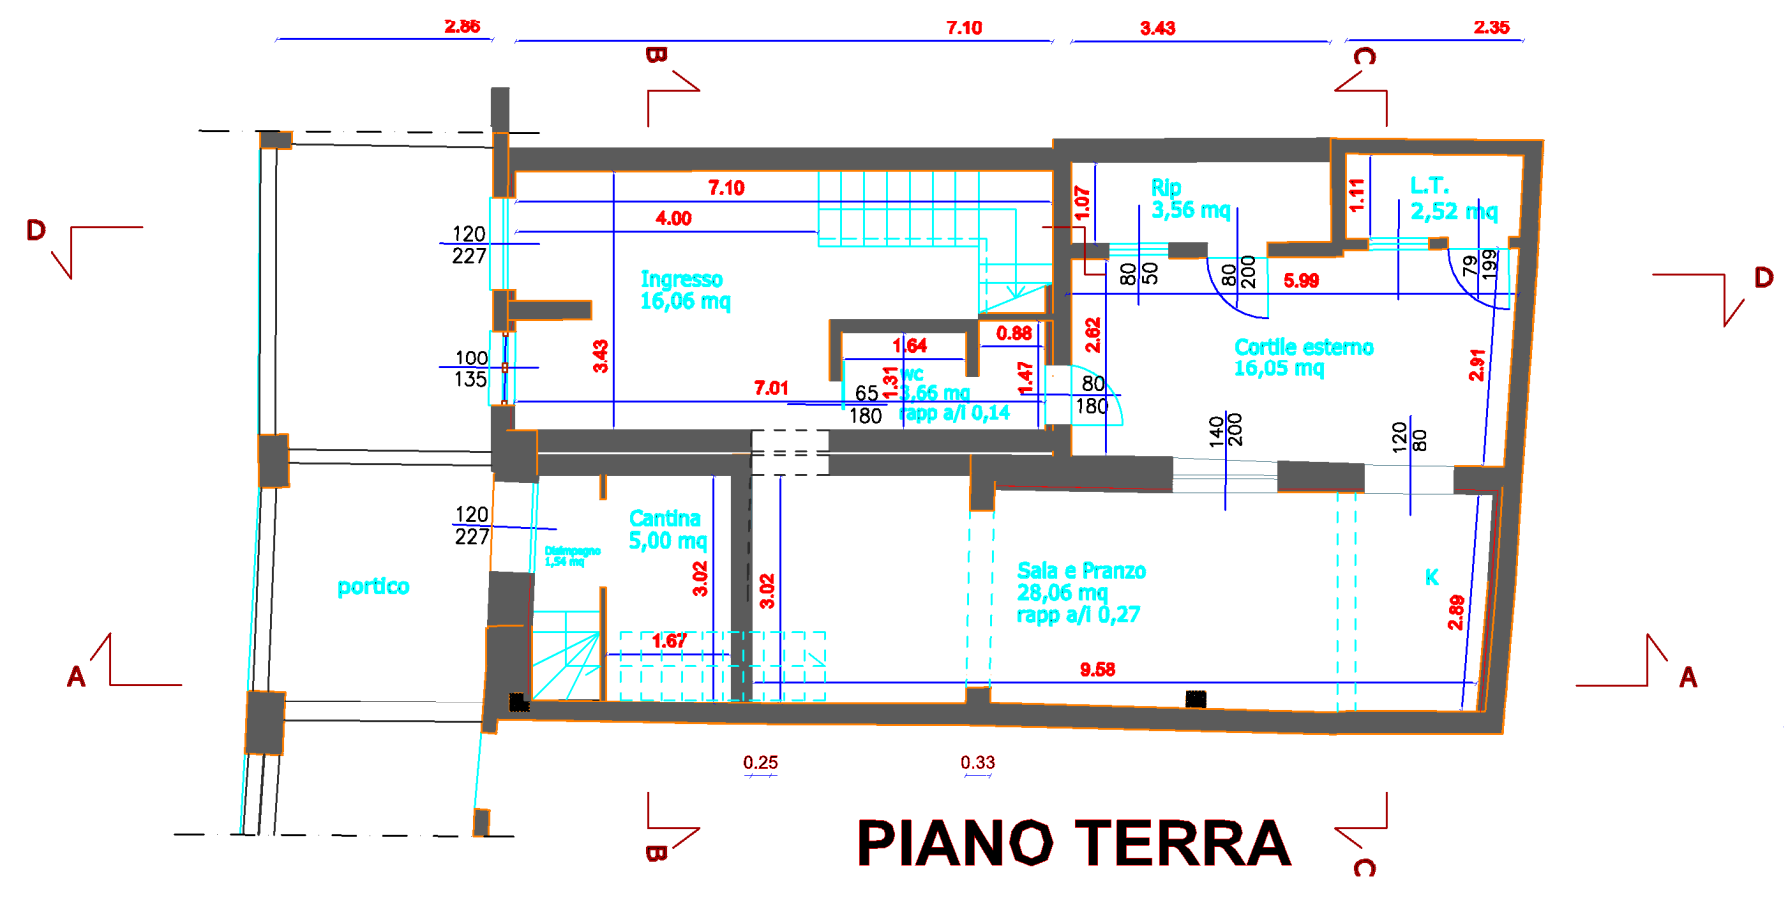 2.86
7.10
3.43
2.35
B
C
7.10
4.00
1.07
Rip
3,56 mq
1.11
L.T.
2,52 mq
D
120
227
80
50
80
200
79
199
5.99
D
Ingresso
16,06 mq
3.43
100
135
1.64
0.88
2.62
Cortile esterno
16,05 mq
2.91
1.31
wc
3,66 mq
rapp a/l 0,14
1.47
7.01
65
180
80
180
140
200
120
80
120
227
Cantina
5,00 mq
Disimpegno
1,54 mq
3.02
3.02
portico
Sala e Pranzo
28,06 mq
rapp a/l 0,27
K
2.89
1.67
9.58
A
A
0.25
0.33
PIANO TERRA
B
C